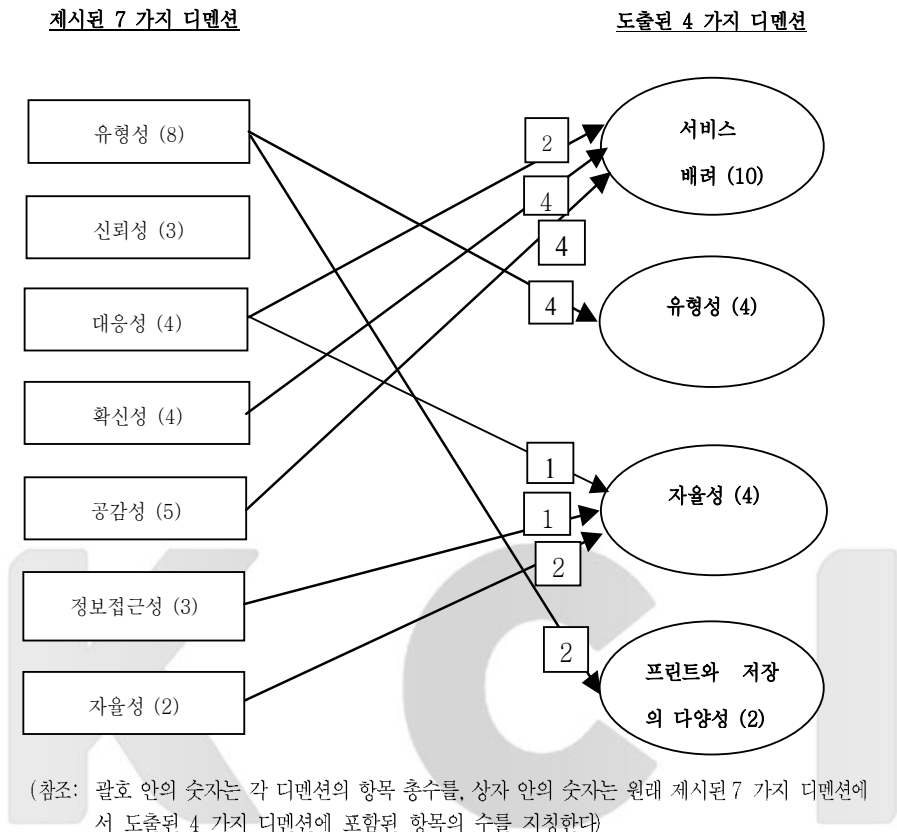 제시된 7 가지 디멘션
도출된 4 가지 디멘션
유형성 (8)
신뢰성 (3)
대응성 (4)
확신성 (4)
공감성 (5)
정보접근성 (3)
자율성 (2)
2
4
4
4
1
1
2
2
서비스
배려 (10)
유형성 (4)
자율성 (4)
프린트와 저장
의 다양성 (2)
(참조: 괄호 안의 숫자는 각 디멘션의 항목 총수를, 상자 안의 숫자는 원래 제시된 7 가지 디멘션에
서 도출된 4 가지 디멘션에 포함된 항목의 수를 지칭한다)
KCI